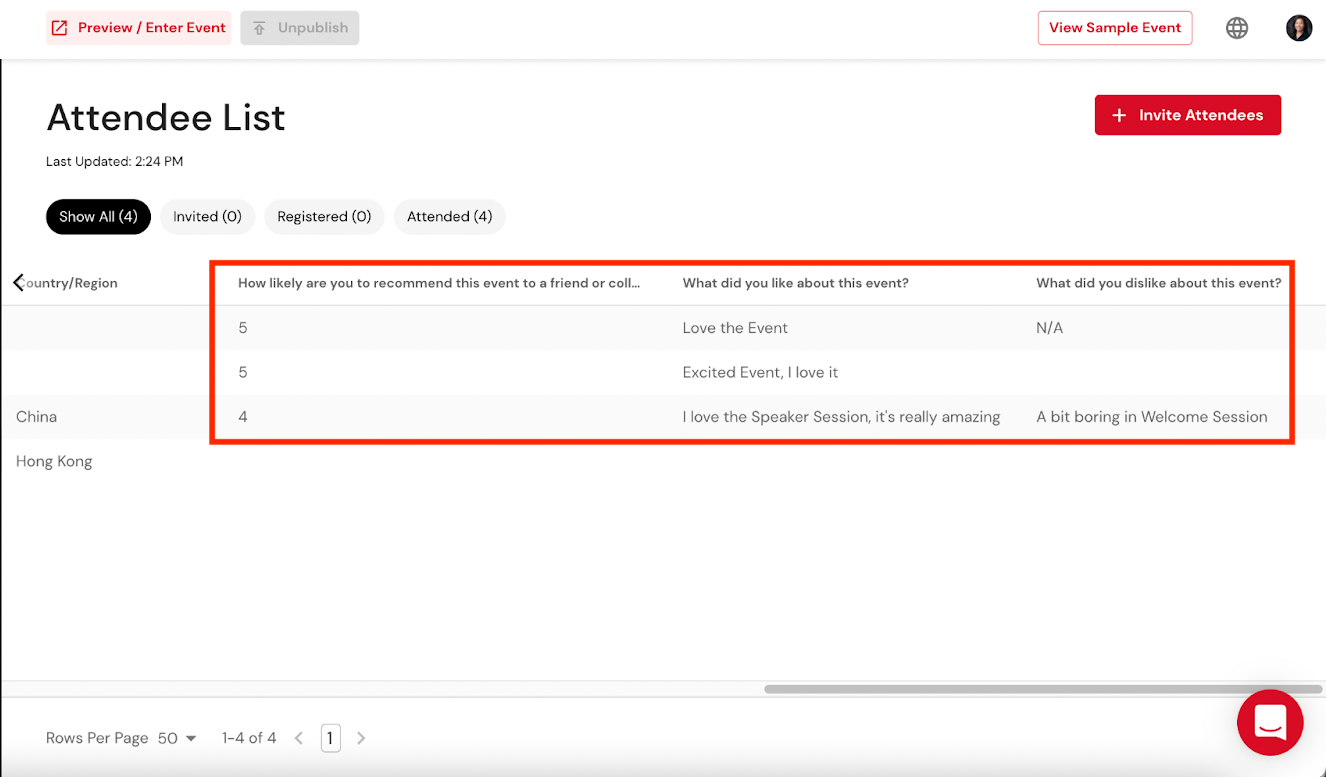 Preview / Enter Event
Unpublish
View Sample Event
Attendee List
Invite Attendees
Last Updated: 2:24 PM
Show All (4)
Invited (0)
Registered (0)
Attended (4)
Country/Region
How likely are you to recommend this event to a friend or coll...
What did you like about this event?
What did you dislike about this event?
5
Love the Event
N/A
5
Excited Event, I love it
China
4
I love the Speaker Session, it's really amazing
A bit boring in Welcome Session
Hong Kong
Rows Per Page 50
1-4 of 4
1